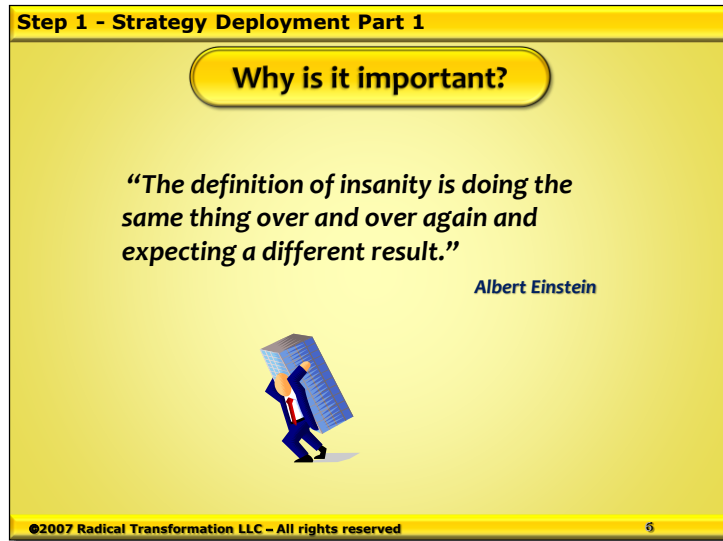 Step 1 - Strategy Deployment Part 1
Why is it important?
“The definition of insanity is doing the
same thing over and over again and
expecting a different result.”
Albert Einstein
©2007 Radical Transformation LLC – All rights reserved